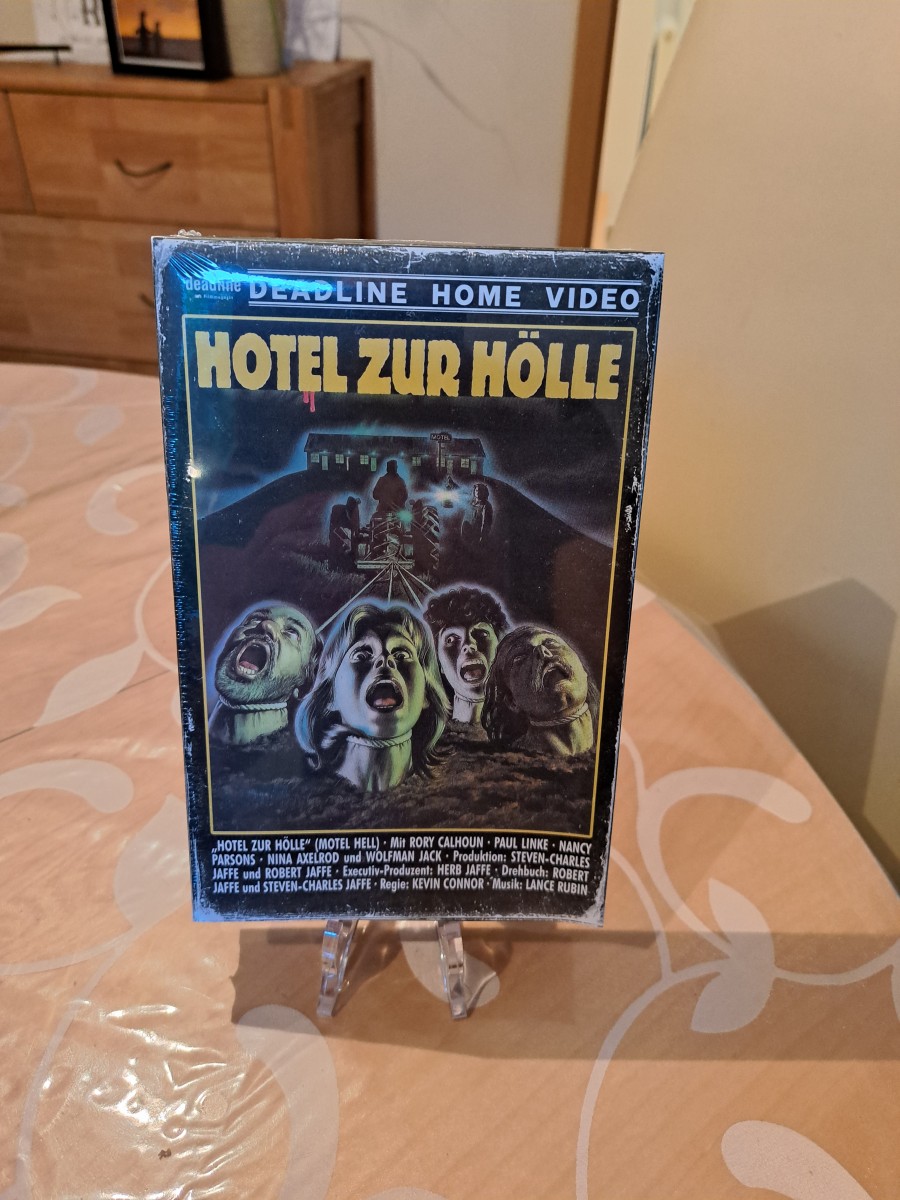 deadline
DEADLINE HOME VIDEO
HOTEL ZUR HÖLLE
MOTEL
„HOTEL ZUR HÖLLE“ (MOTEL HELL) · Mit RORY CALHOUN · PAUL LINKE · NANCY
PARSONS · NINA AXELROD und WOLFMAN JACK · Produktion: STEVEN-CHARLES
JAFFE und ROBERT JAFFE · Executiv-Produzent: HERB JAFFE · Drehbuch: ROBERT
JAFFE und STEVEN-CHARLES JAFFE · Regie: KEVIN CONNOR · Musik: LANCE RUBIN